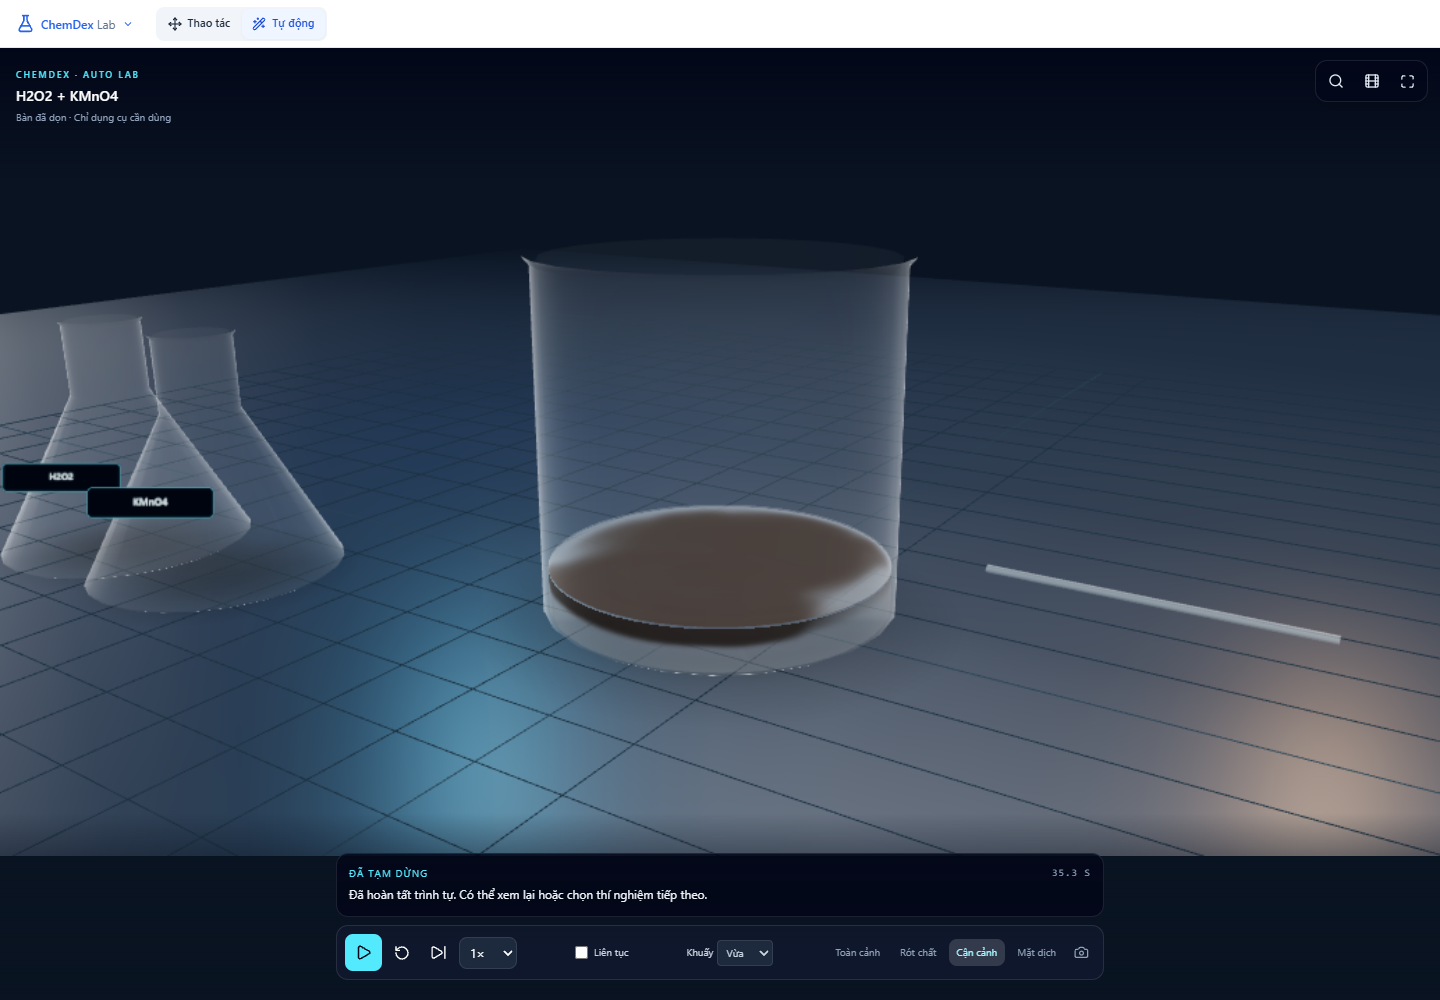 ChemDex Lab
Thao tác
Tự động
CHEMDEX · AUTO LAB
H2O2 + KMnO4
Bàn đã dọn · Chỉ dụng cụ cần dùng
H2O2
KMnO4
ĐÃ TẠM DỪNG
35.3 S
Đã hoàn tất trình tự. Có thể xem lại hoặc chọn thí nghiệm tiếp theo.
1×
Liên tục
Khuấy
Vừa
Toàn cảnh
Rót chất
Cận cảnh
Mặt dịch